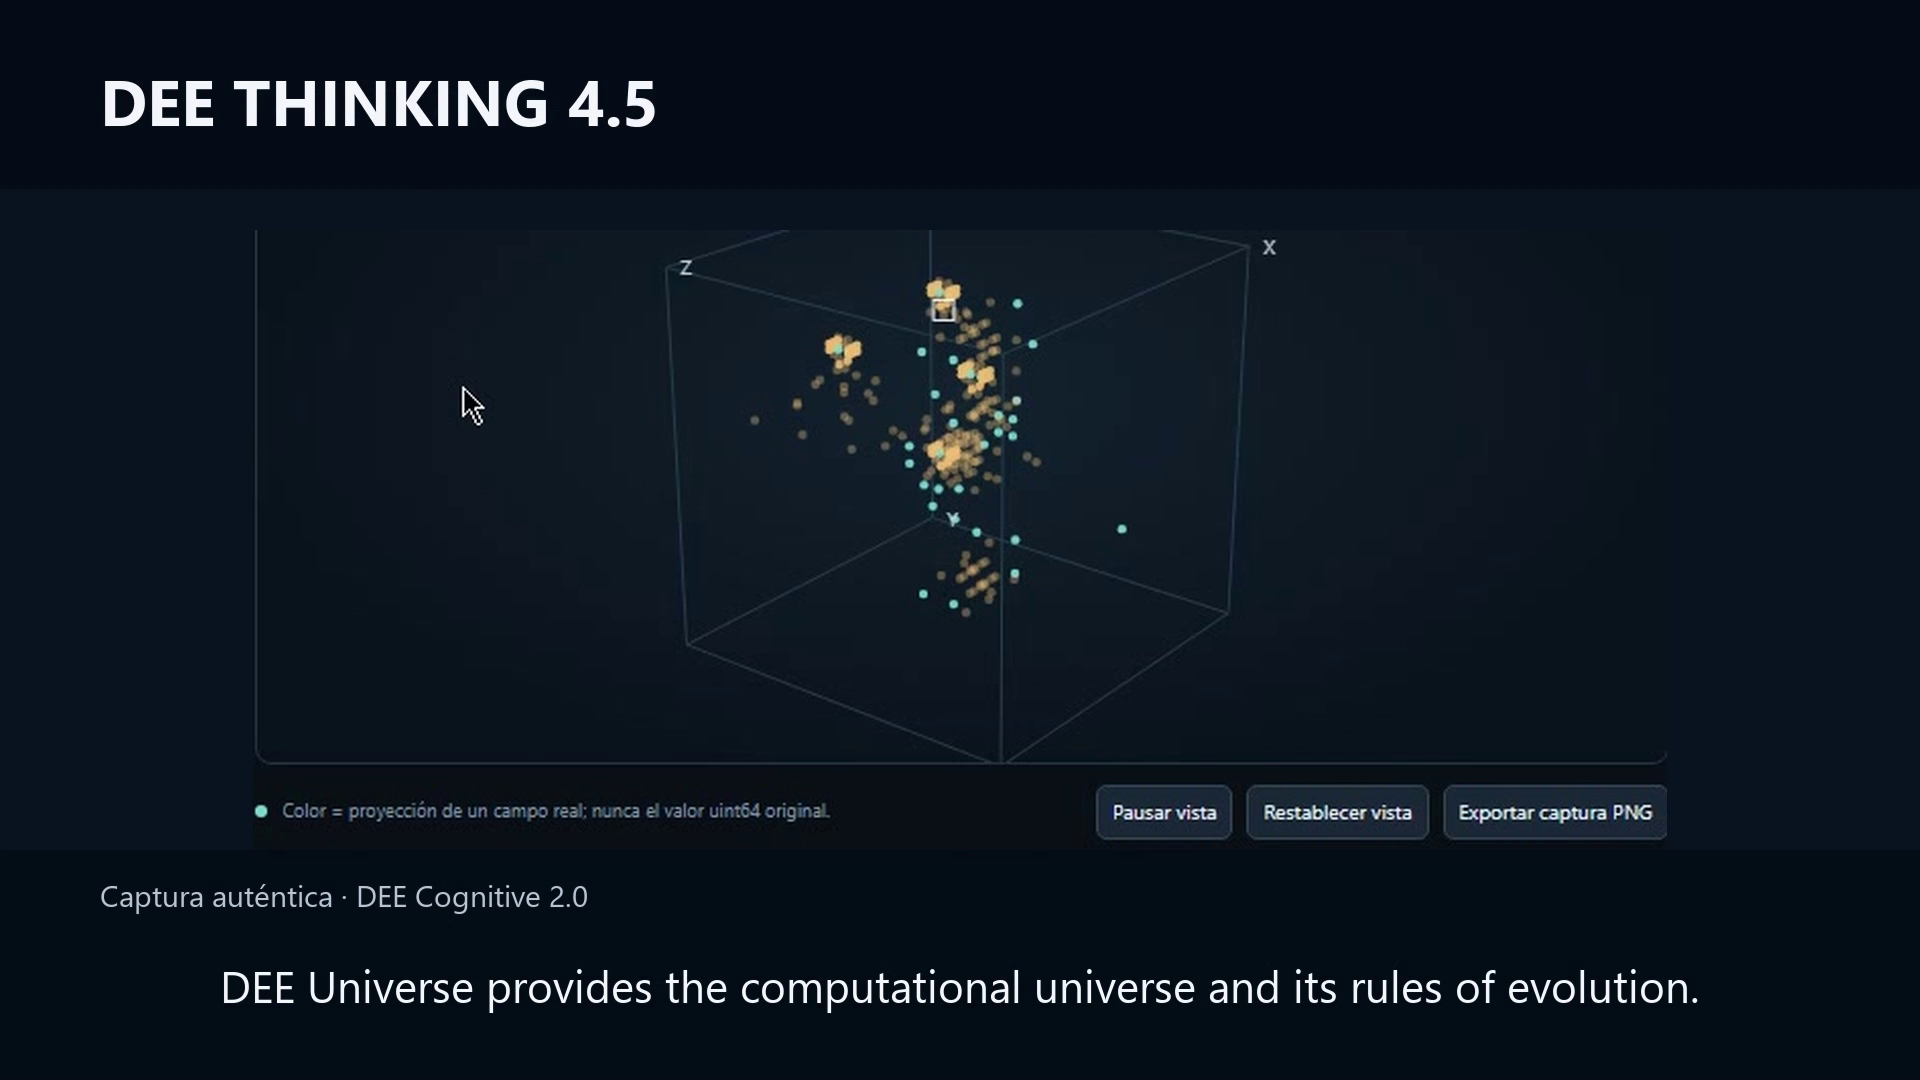 DEE THINKING 4.5
X
Z
Y
Color = proyección de un campo real; nunca el valor uint64 original.
Pausar vista
Restablecer vista
Exportar captura PNG
Captura auténtica · DEE Cognitive 2.0
DEE Universe provides the computational universe and its rules of evolution.